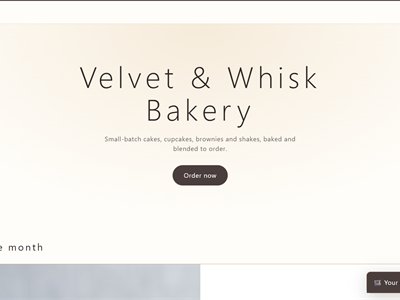 Velvet & Whisk
Bakery
Small-batch cakes, cupcakes, brownies and shakes, baked and
blended to order.
Order now
month
Your